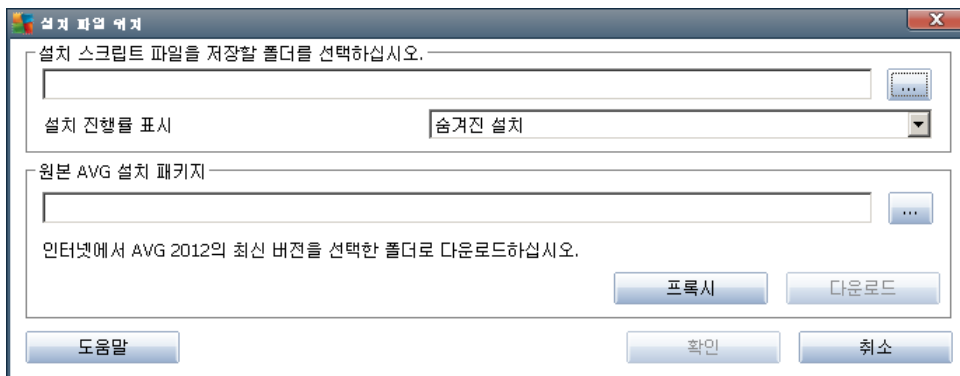 설치 파일 위치
설치 스크립트 파일을 저장할 폴더를 선택하십시오.
...
설치 진행률 표시 숨겨진 설치
원본 AVG 설치 패키지
...
인터넷에서 AVG 2012의 최신 버전을 선택한 폴더로 다운로드하십시오.
프록시 다운로드
도움말 확인 취소